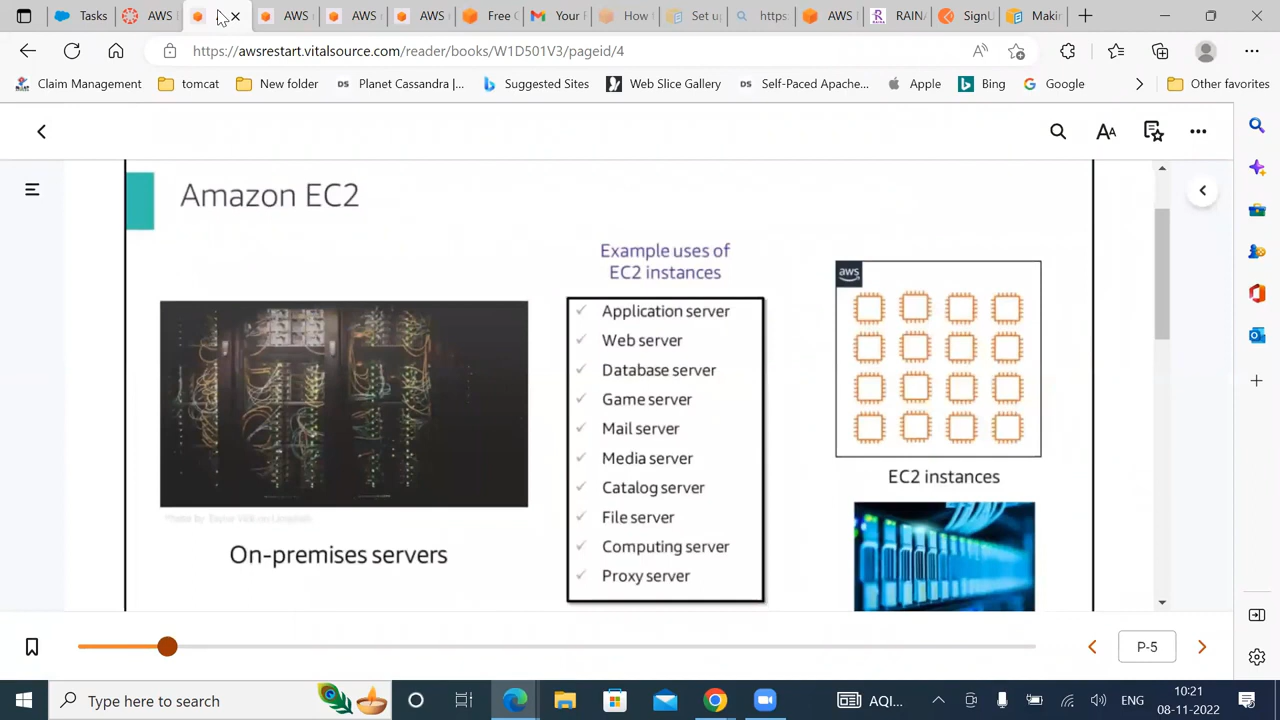 Tasks
AWS
AWS
AWS
AWS
Free
Your
How
Set up
https
AWS
RAIN
SignU
Makin
https://awsrestart.vitalsource.com/reader/books/W1D501V3/pageid/4
Claim Management
tomcat
New folder
DS Planet Cassandra |...
Suggested Sites
Web Slice Gallery
DS Self-Paced Apache...
Apple
Bing
Google
Other favorites
Amazon EC2
Example uses of
EC2 instances
Application server
Web server
Database server
Game server
Mail server
Media server
Catalog server
File server
Computing server
Proxy server
On-premises servers
aws
EC2 instances
P-5
Type here to search
AQI...
ENG
10:21
08-11-2022